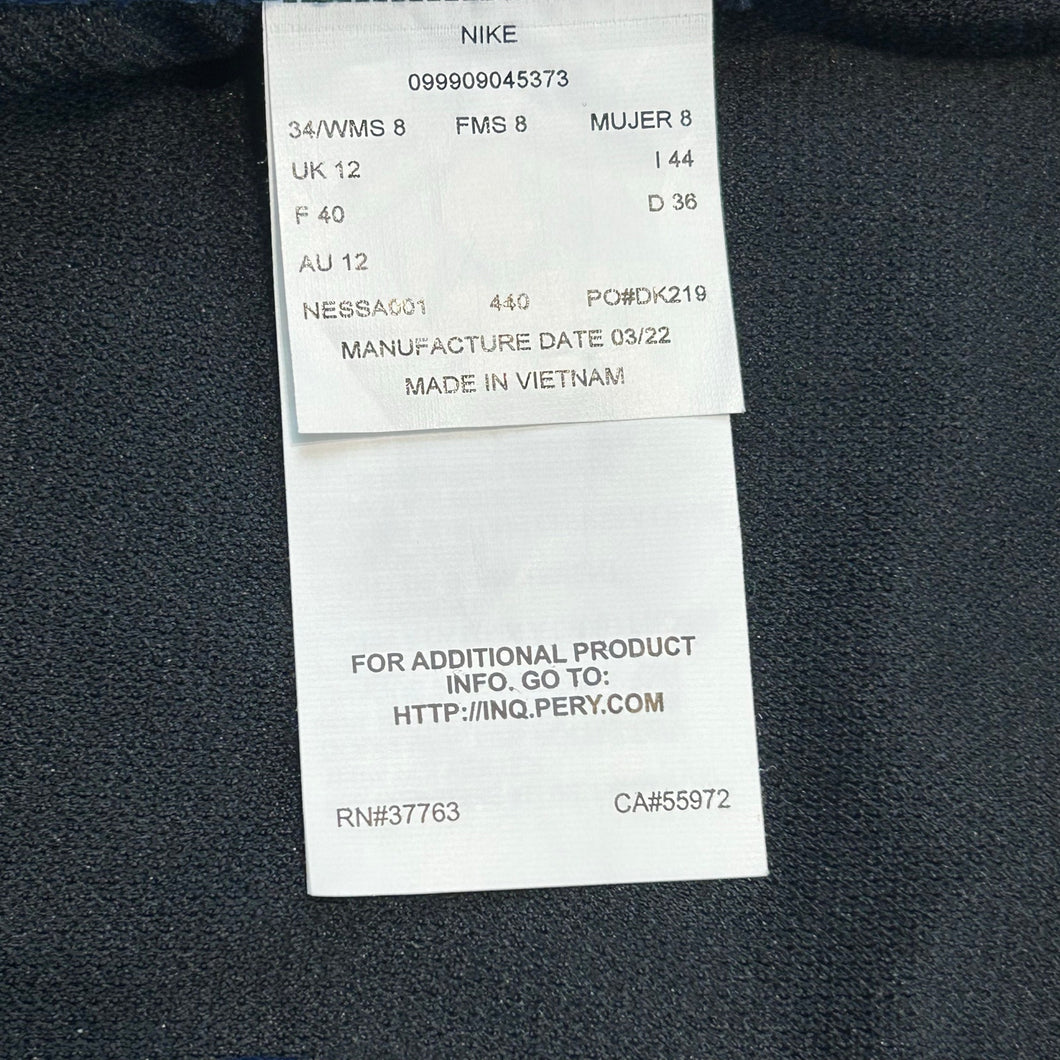 NIKE
099909045373
34/WMS 8 FMS 8 MUJER 8
UK 12 I 44
F 40 D 36
AU 12
NESSA001 440 PO#DK219
MANUFACTURE DATE 03/22
MADE IN VIETNAM
FOR ADDITIONAL PRODUCT
INFO. GO TO:
HTTP://INQ.PERY.COM
RN#37763 CA#55972